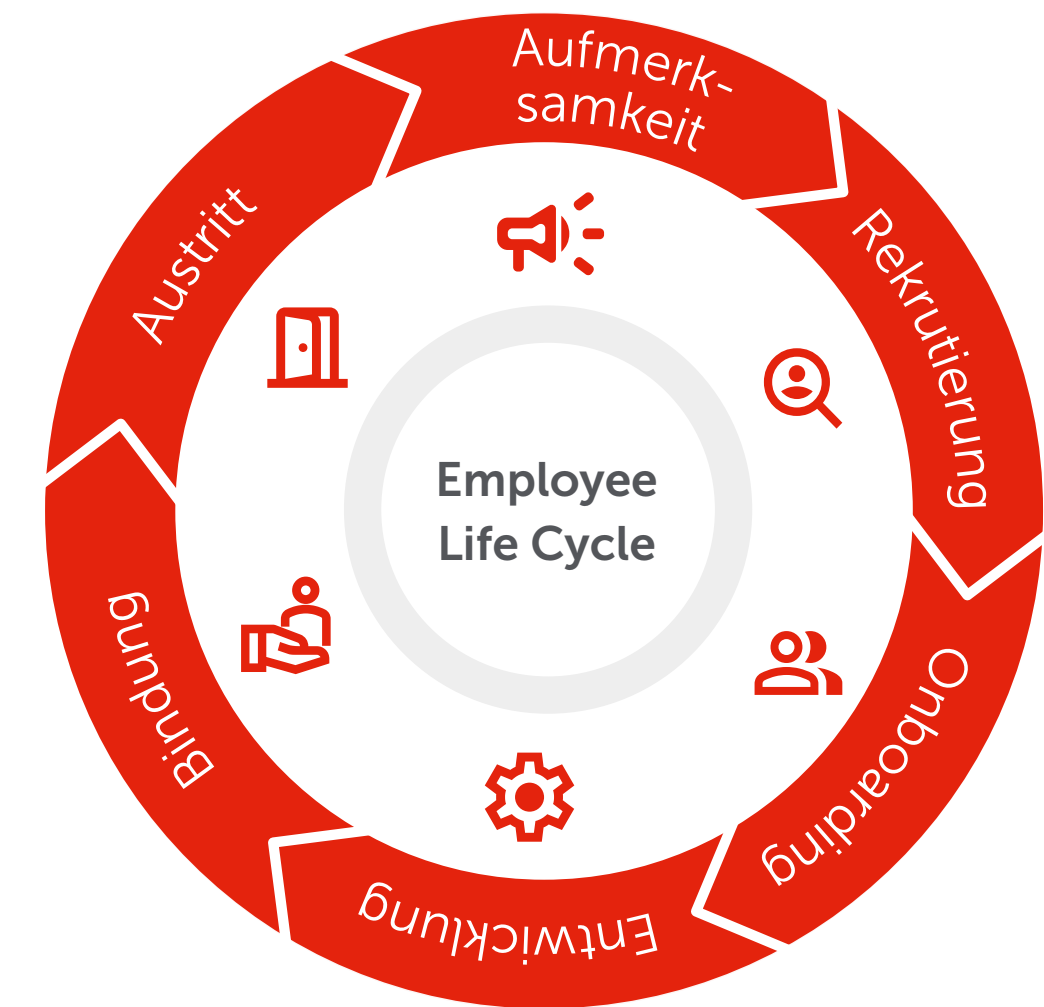 Aufmerk-
samkeit
Rekrutierung
Onboarding
Entwicklung
Bindung
Austritt
Employee
Life Cycle